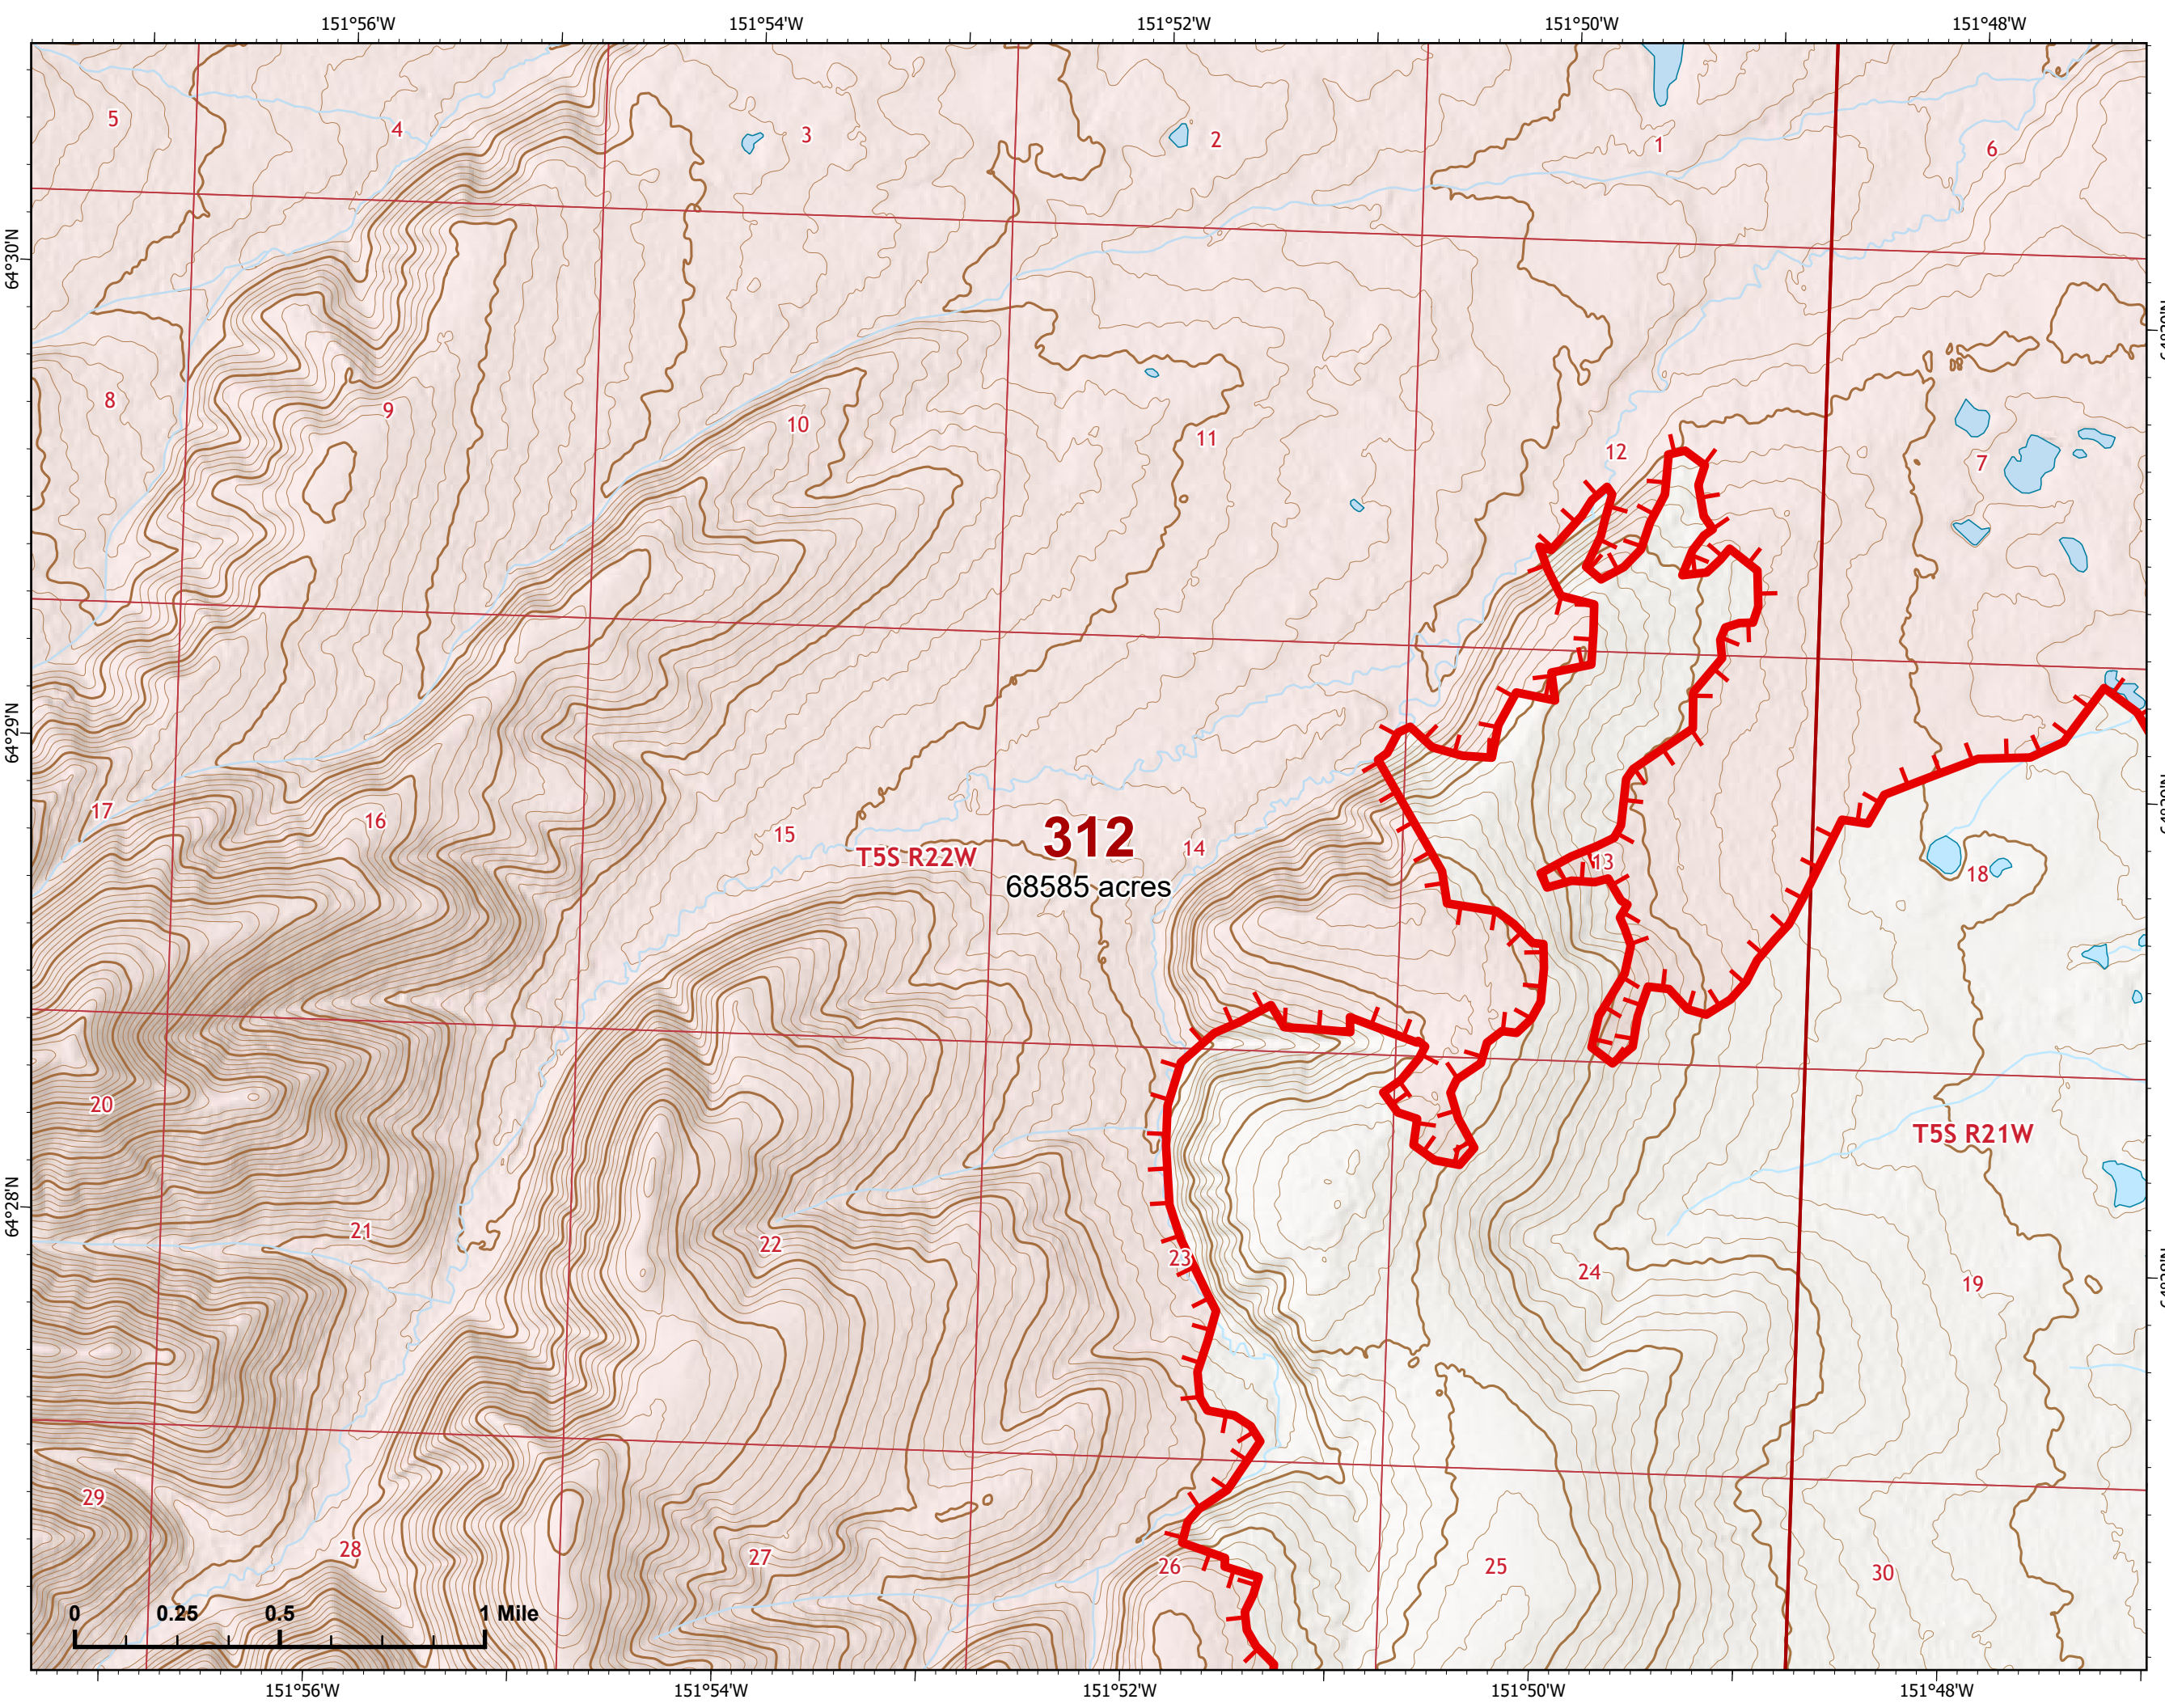 151°56'W 151°54'W 151°52'W 151°50'W 151°48'W
5 4 3 2 1 6
64°30'N
8 9 10 11 12 7
64°29'N
17 16 15 14 13 18
312
T5S R22W
68585 acres
20 21 22 23 24 19
T5S R21W
64°28'N
29 28 27 26 25 30
0 0.25 0.5 1 Mile
151°56'W 151°54'W 151°52'W 151°50'W 151°48'W